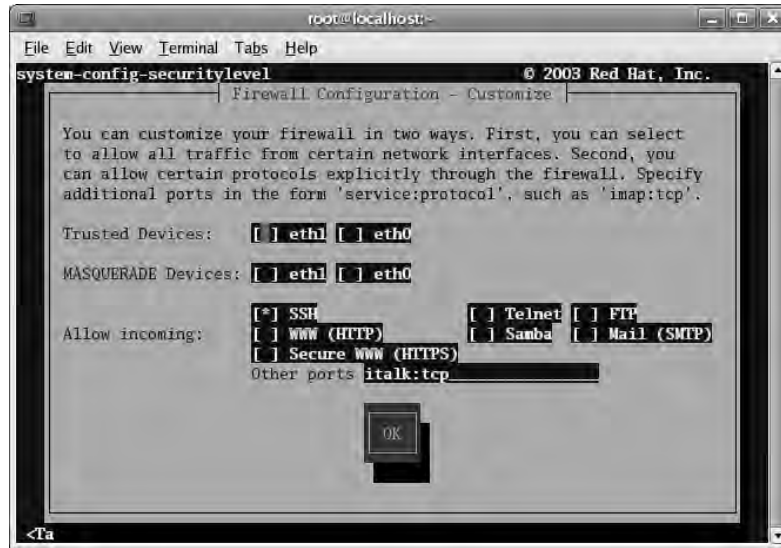 root@localhost:~
File Edit View Terminal Tabs Help
system-config-securitylevel © 2003 Red Hat, Inc.
Firewall Configuration - Customize
You can customize your firewall in two ways. First, you can select
to allow all traffic from certain network interfaces. Second, you
can allow certain protocols explicitly through the firewall. Specify
additional ports in the form 'service:protocol', such as 'imap:tcp'.
Trusted Devices: [ ] eth1 [ ] eth0
MASQUERADE Devices: [ ] eth1 [ ] eth0
[*] SSH [ ] Telnet [ ] FTP
Allow incoming: [ ] WWW (HTTP) [ ] Samba [ ] Mail (SMTP)
[ ] Secure WWW (HTTPS)
Other ports italk:tcp
OK
<Ta